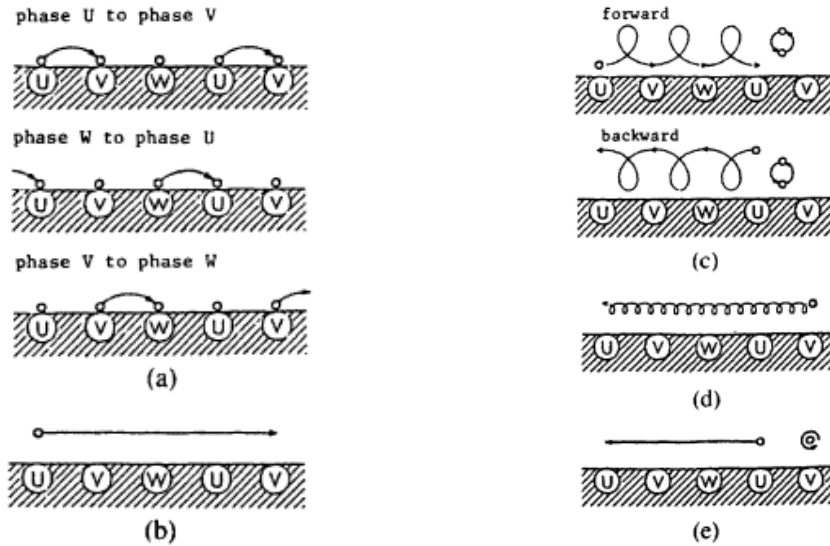 phase U to phase V
U V W U V
phase W to phase U
U V W U V
phase V to phase W
U V W U V
(a)
U V W U V
(b)
forward
U V W U V
backward
U V W U V
(c)
U V W U V
(d)
U V W U V
(e)